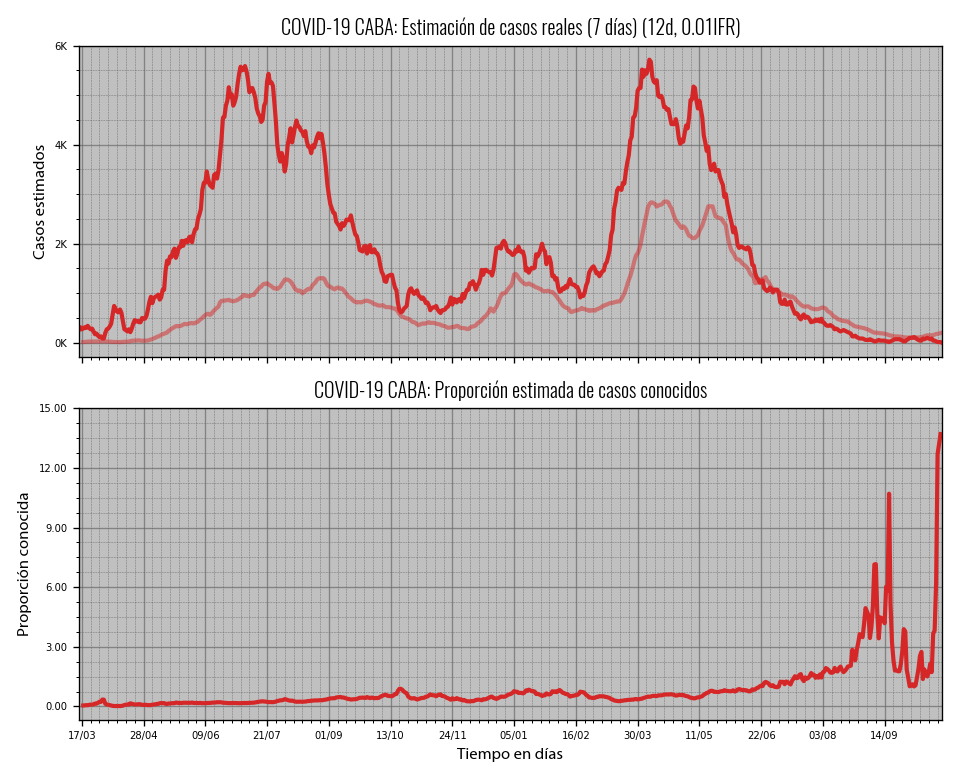 COVID-19 CABA: Estimación de casos reales (7 días) (12d, 0.01IFR)
6K
4K
2K
0K
Casos estimados
COVID-19 CABA: Proporción estimada de casos conocidos
15.00
12.00
9.00
6.00
3.00
0.00
Proporción conocida
17/03 28/04 09/06 21/07 01/09 13/10 24/11 05/01 16/02 30/03 11/05 22/06 03/08 14/09
Tiempo en días